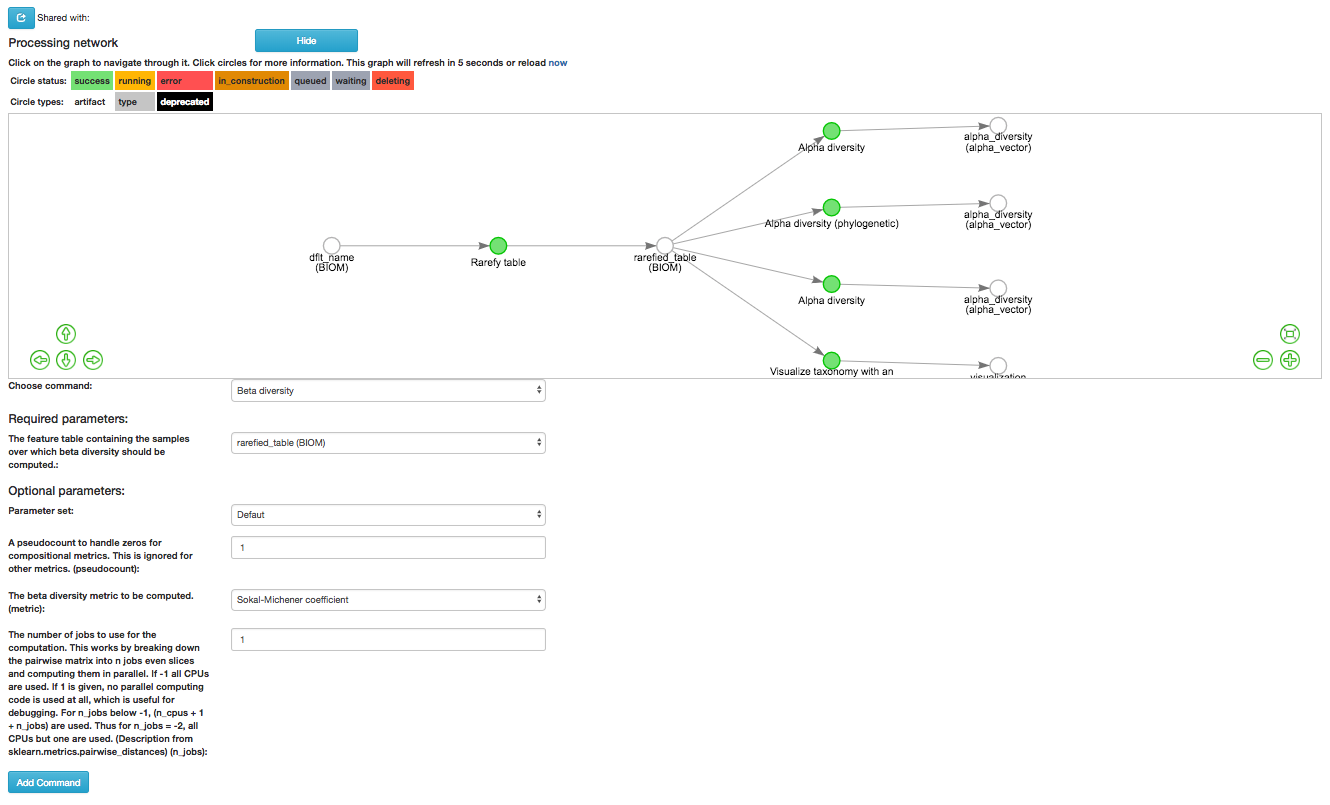 Shared with:
Processing network
Hide
Click on the graph to navigate through it. Click circles for more information. This graph will refresh in 5 seconds or reload now
Circle status: success running error in_construction queued waiting deleting
Circle types: artifact type deprecated
Alpha diversity
alpha_diversity
(alpha_vector)
Alpha diversity (phylogenetic)
alpha_diversity
(alpha_vector)
dflt_name
(BIOM)
Rarefy table
rarefied_table
(BIOM)
Alpha diversity
alpha_diversity
(alpha_vector)
Visualize taxonomy with an
visualization
Choose command:
Beta diversity
Required parameters:
The feature table containing the samples
over which beta diversity should be
computed.:
rarefied_table (BIOM)
Optional parameters:
Parameter set:
Defaut
A pseudocount to handle zeros for
compositional metrics. This is ignored for
other metrics. (pseudocount):
1
The beta diversity metric to be computed.
(metric):
Sokal-Michener coefficient
The number of jobs to use for the
computation. This works by breaking down
the pairwise matrix into n jobs even slices
and computing them in parallel. If -1 all CPUs
are used. If 1 is given, no parallel computing
code is used at all, which is useful for
debugging. For n_jobs below -1, (n_cpus + 1
+ n_jobs) are used. Thus for n_jobs = -2, all
CPUs but one are used. (Description from
sklearn.metrics.pairwise_distances) (n_jobs):
1
Add Command